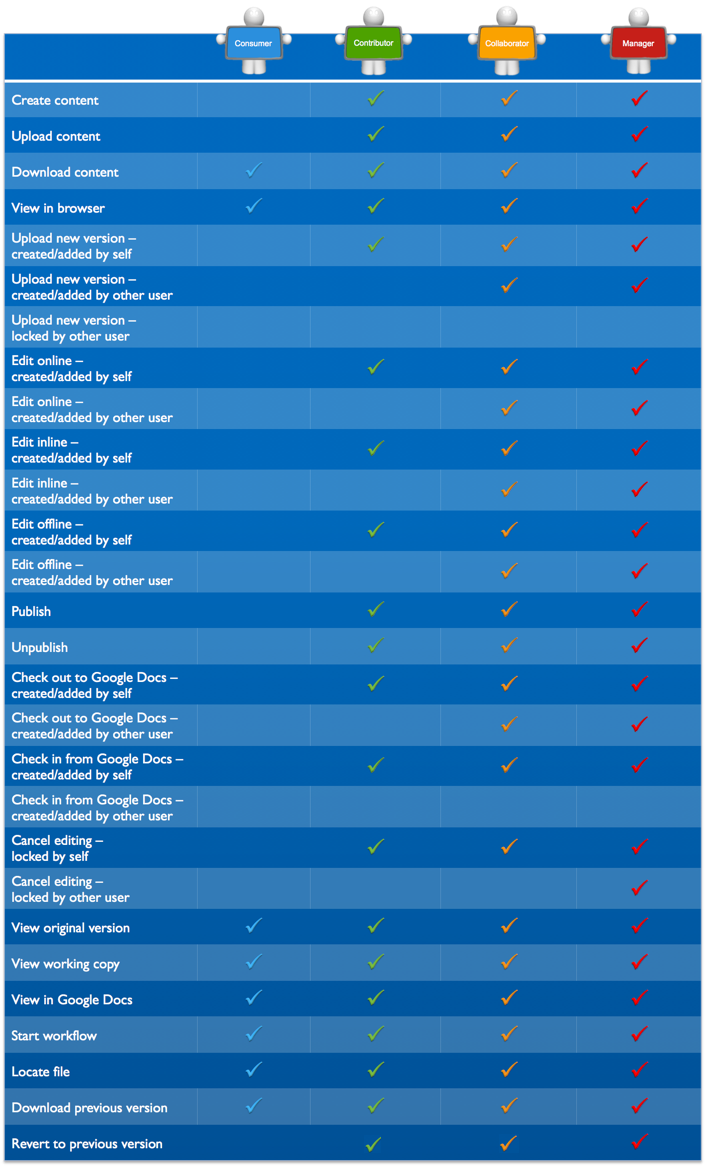 Consumer
Contributor
Collaborator
Manager
Create content
Upload content
Download content
View in browser
Upload new version –
created/added by self
Upload new version –
created/added by other user
Upload new version –
locked by other user
Edit online –
created/added by self
Edit online –
created/added by other user
Edit inline –
created/added by self
Edit inline –
created/added by other user
Edit offline –
created/added by self
Edit offline –
created/added by other user
Publish
Unpublish
Check out to Google Docs –
created/added by self
Check out to Google Docs –
created/added by other user
Check in from Google Docs –
created/added by self
Check in from Google Docs –
created/added by other user
Cancel editing –
locked by self
Cancel editing –
locked by other user
View original version
View working copy
View in Google Docs
Start workflow
Locate file
Download previous version
Revert to previous version